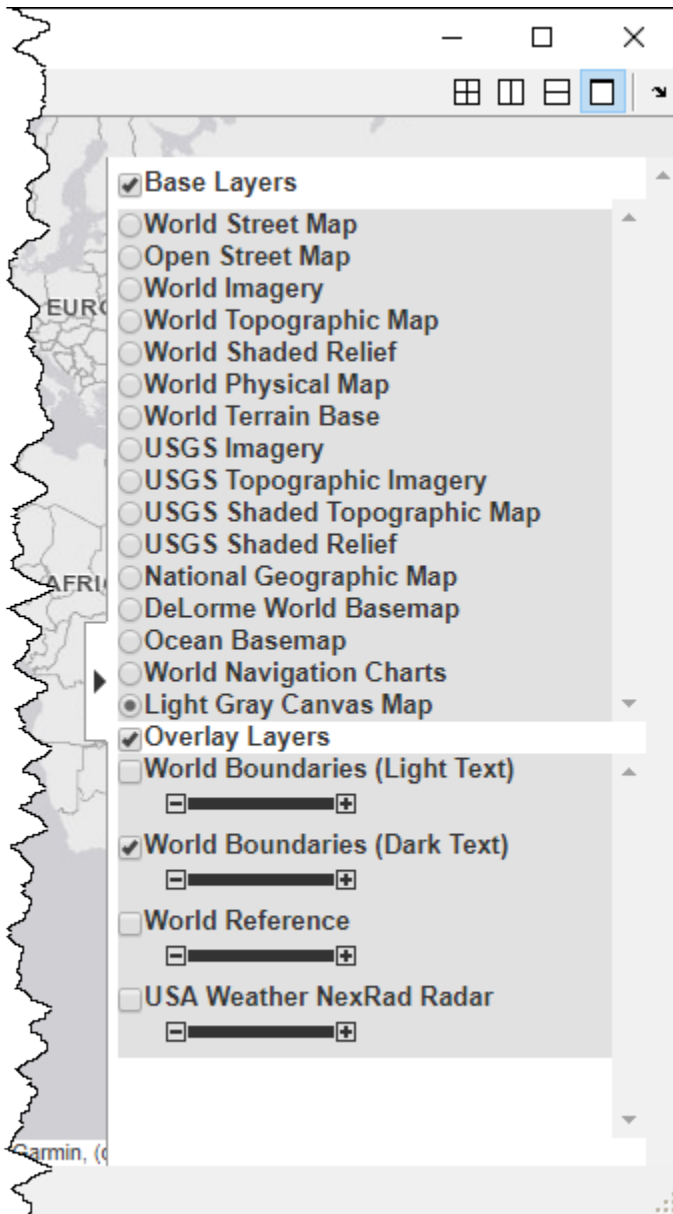 Base Layers
World Street Map
Open Street Map
World Imagery
EURO
World Topographic Map
World Shaded Relief
World Physical Map
World Terrain Base
USGS Imagery
USGS Topographic Imagery
USGS Shaded Topographic Map
USGS Shaded Relief
AFRI
National Geographic Map
DeLorme World Basemap
Ocean Basemap
World Navigation Charts
Light Gray Canvas Map
Overlay Layers
World Boundaries (Light Text)
World Boundaries (Dark Text)
World Reference
USA Weather NexRad Radar
Garmin, (c